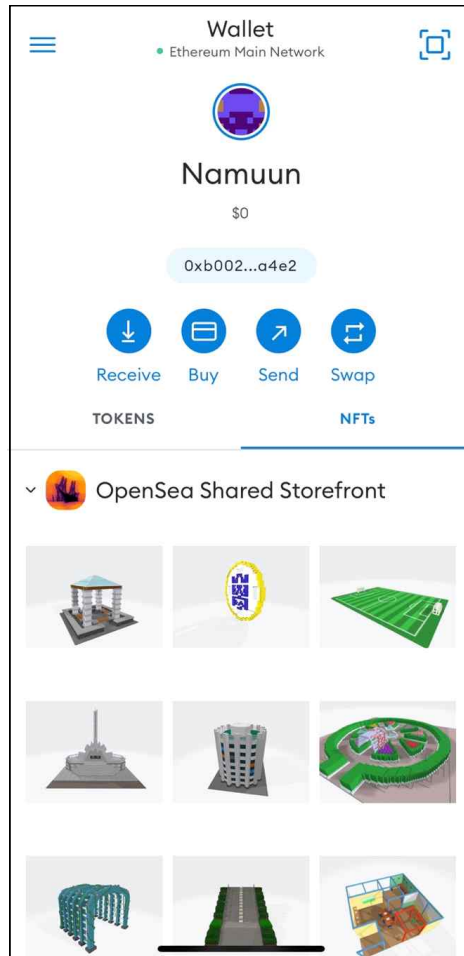 Wallet
Ethereum Main Network
Namuun
$0
0xb002...a4e2
Receive Buy Send Swap
TOKENS NFTs
OpenSea Shared Storefront